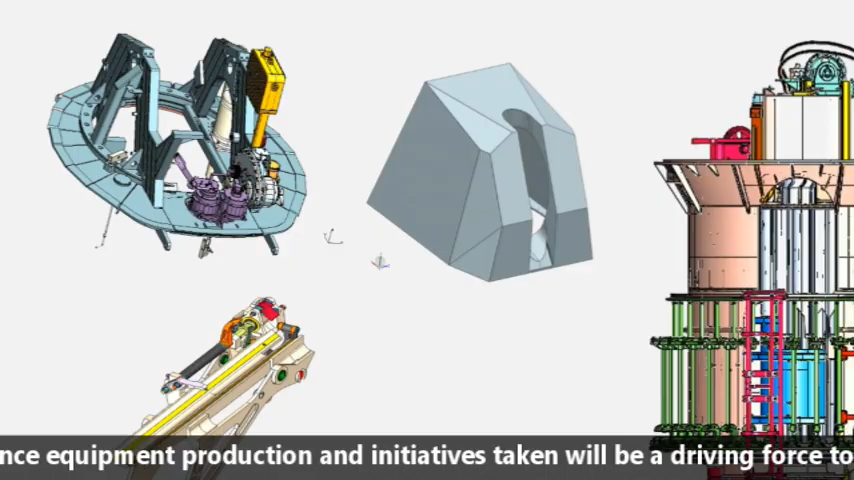 nce equipment production and initiatives taken will be a driving force to